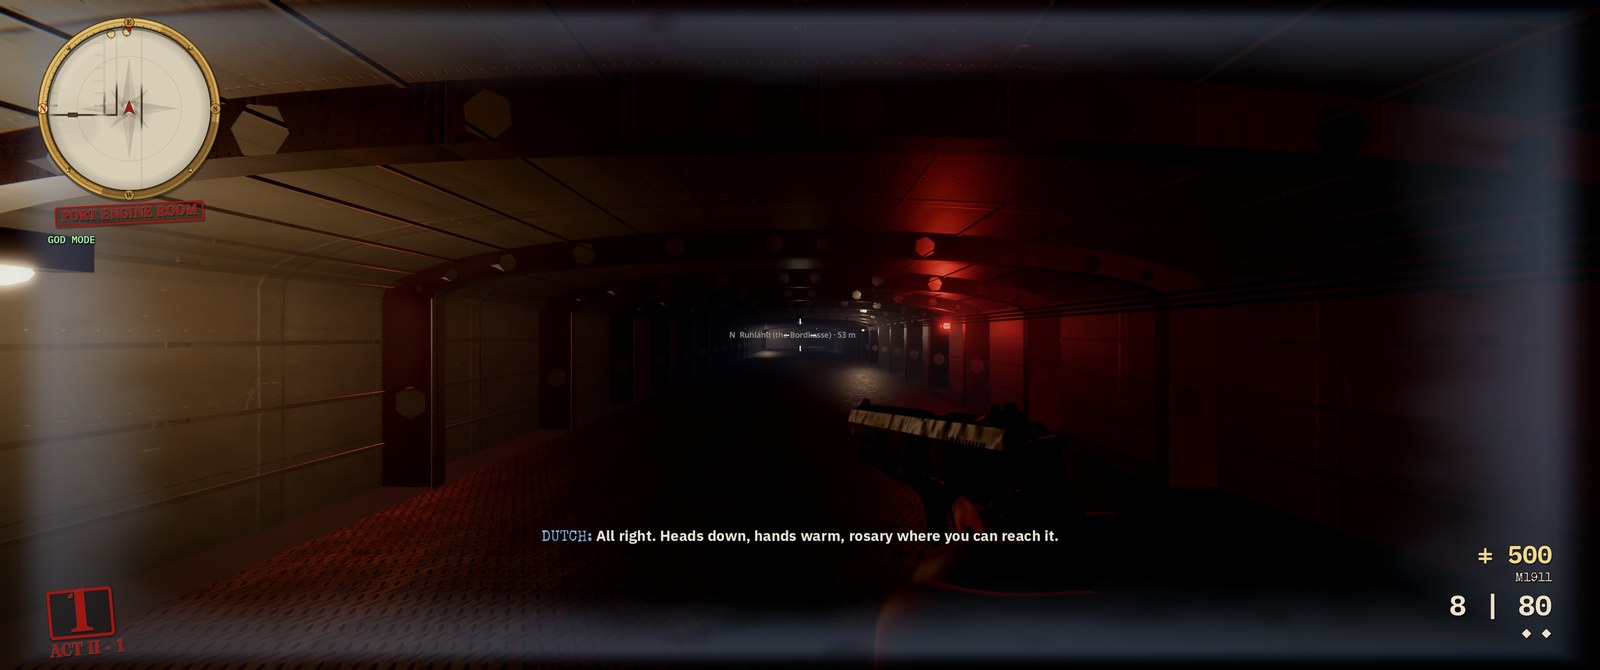 E
N
S
W
PORT ENGINE ROOM
GOD MODE
N Ruhland (the Bordkasse) · 53 m
DUTCH: All right. Heads down, hands warm, rosary where you can reach it.
500
M1911
8 | 80
1
ACT II · 1